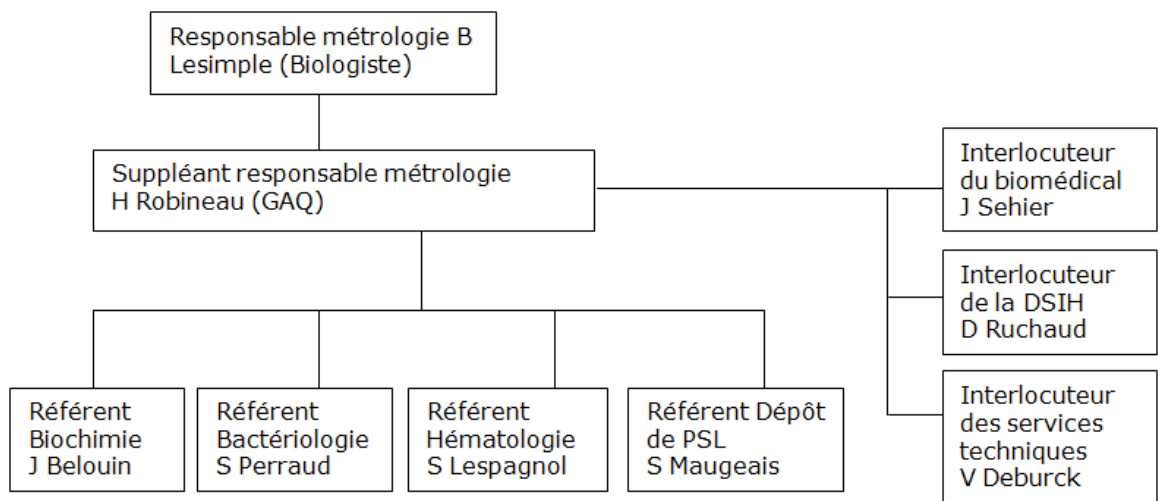 Responsable métrologie B
Lesimple (Biologiste)
Suppléant responsable métrologie
H Robineau (GAQ)
Interlocuteur
du biomédical
J Sehier
Interlocuteur
de la DSIH
D Ruchaud
Interlocuteur
des services
techniques
V Deburck
Référent
Biochimie
J Belouin
Référent
Bactériologie
S Perraud
Référent
Hématologie
S Lespagnol
Référent Dépôt
de PSL
S Maugeais